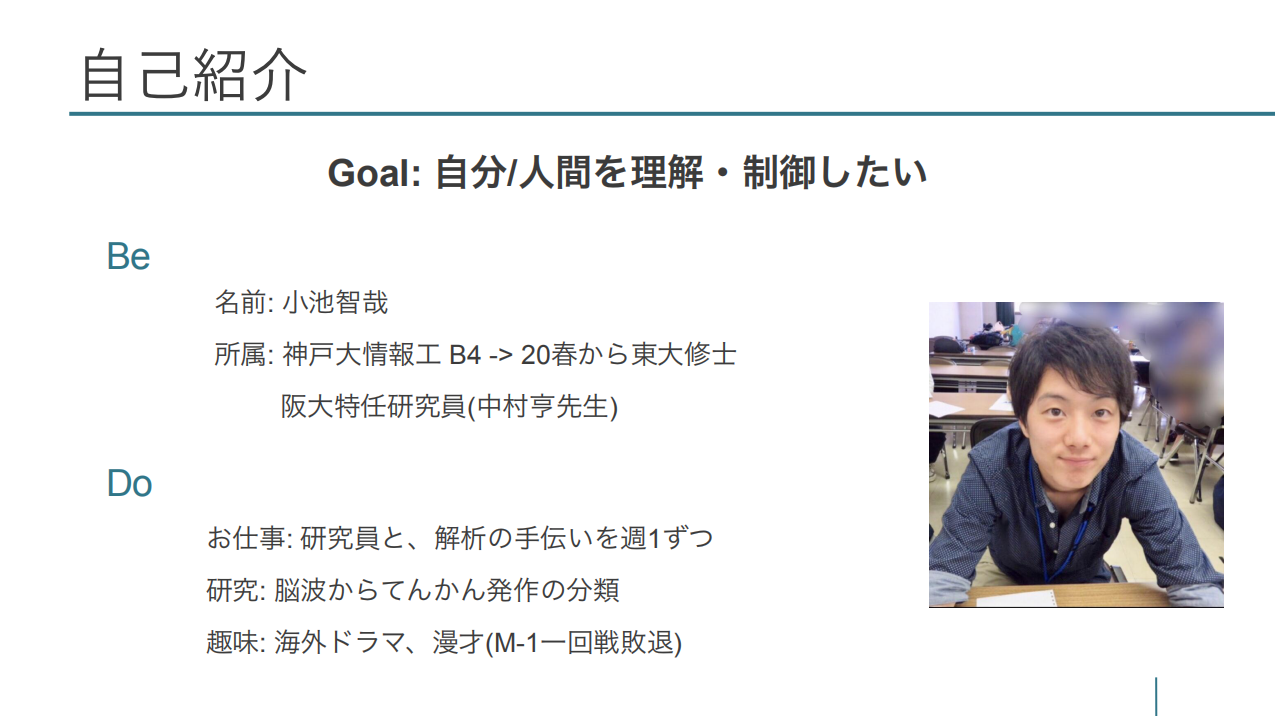 自己紹介
Goal: 自分/人間を理解・制御したい
Be
名前: 小池智哉
所属: 神戸大情報工 B4 -> 20春から東大修士
阪大特任研究員(中村亨先生)
Do
お仕事: 研究員と、解析の手伝いを週1ずつ
研究: 脳波からてんかん発作の分類
趣味: 海外ドラマ、漫才(M-1一回戦敗退)